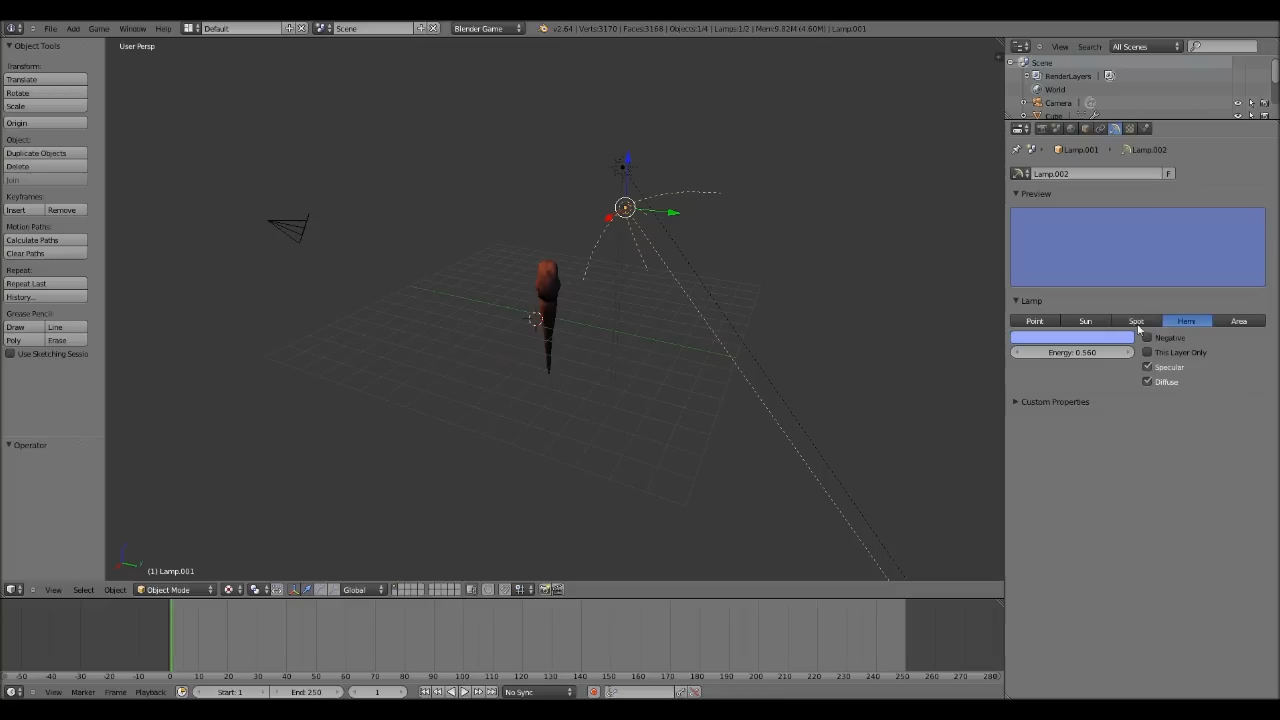 File Add Game Window Help Default Scene Blender Game v2.64 | Verts:3170 | Faces:3168 | Objects:1/4 | Lamps:1/2 | Mem:9.82M (4.60M) | Lamp.001
Object Tools
Transform:
Translate
Rotate
Scale
Origin
Object:
Duplicate Objects
Delete
Join
Keyframes:
Insert Remove
Motion Paths:
Calculate Paths
Clear Paths
Repeat:
Repeat Last
History...
Grease Pencil:
Draw Line
Poly Erase
Use Sketching Sessio
Operator
User Persp
(1) Lamp.001
View Select Object Object Mode Global
View Search All Scenes
Scene
RenderLayers
World
Camera
Cube
Lamp.001 Lamp.002
Lamp.002 F
Preview
Lamp
Point Sun Spot Hemi Area
Negative
Energy: 0.560 This Layer Only
Specular
Diffuse
Custom Properties
-50 -40 -30 -20 -10 0 10 20 30 40 50 60 70 80 90 100 110 120 130 140 150 160 170 180 190 200 210 220 230 240 250 260 270 280
View Marker Frame Playback Start: 1 End: 250 1 No Sync